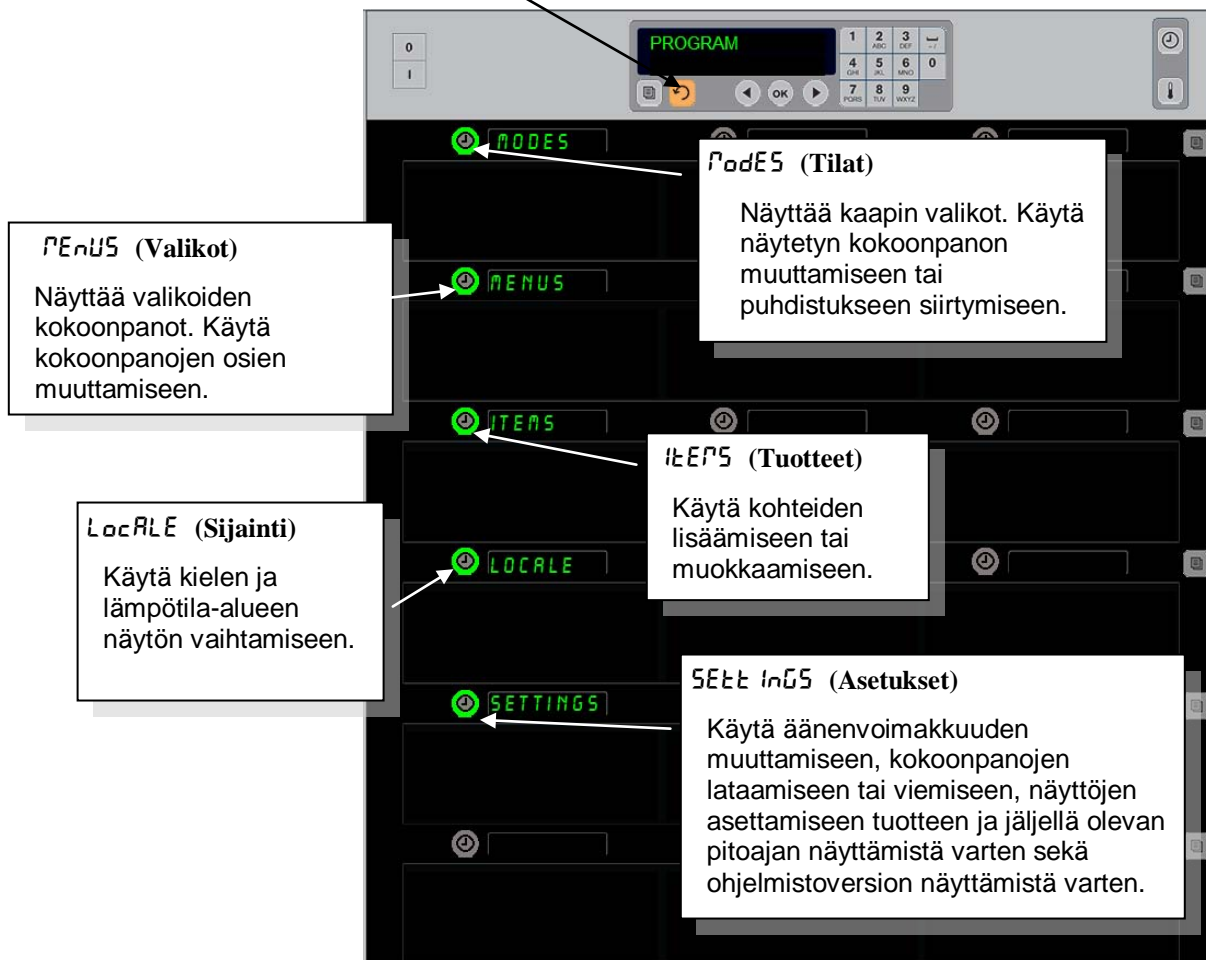 0
I
PROGRAM
1 2 ABC 3 DEF - /
4 GHI 5 JKL 6 MNO 0
7 PQRS 8 TUV 9 WXYZ
OK
MODES
ModES (Tilat)
Näyttää kaapin valikot. Käytä
näytetyn kokoonpanon
muuttamiseen tai
puhdistukseen siirtymiseen.
MEnUS (Valikot)
Näyttää valikoiden
kokoonpanot. Käytä
kokoonpanojen osien
muuttamiseen.
MENUS
ITEMS
ItEMS (Tuotteet)
Käytä kohteiden
lisäämiseen tai
muokkaamiseen.
LocALE (Sijainti)
Käytä kielen ja
lämpötila-alueen
näytön vaihtamiseen.
LOCALE
SEttInGS (Asetukset)
Käytä äänenvoimakkuuden
muuttamiseen, kokoonpanojen
lataamiseen tai viemiseen, näyttöjen
asettamiseen tuotteen ja jäljellä olevan
pitoajan näyttämistä varten sekä
ohjelmistoversion näyttämistä varten.
SETTINGS